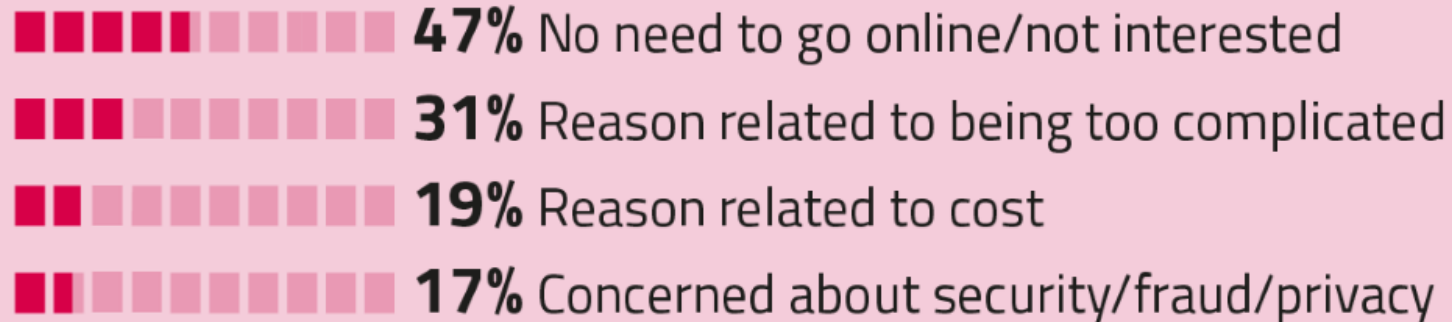 47% No need to go online/not interested
31% Reason related to being too complicated
19% Reason related to cost
17% Concerned about security/fraud/privacy